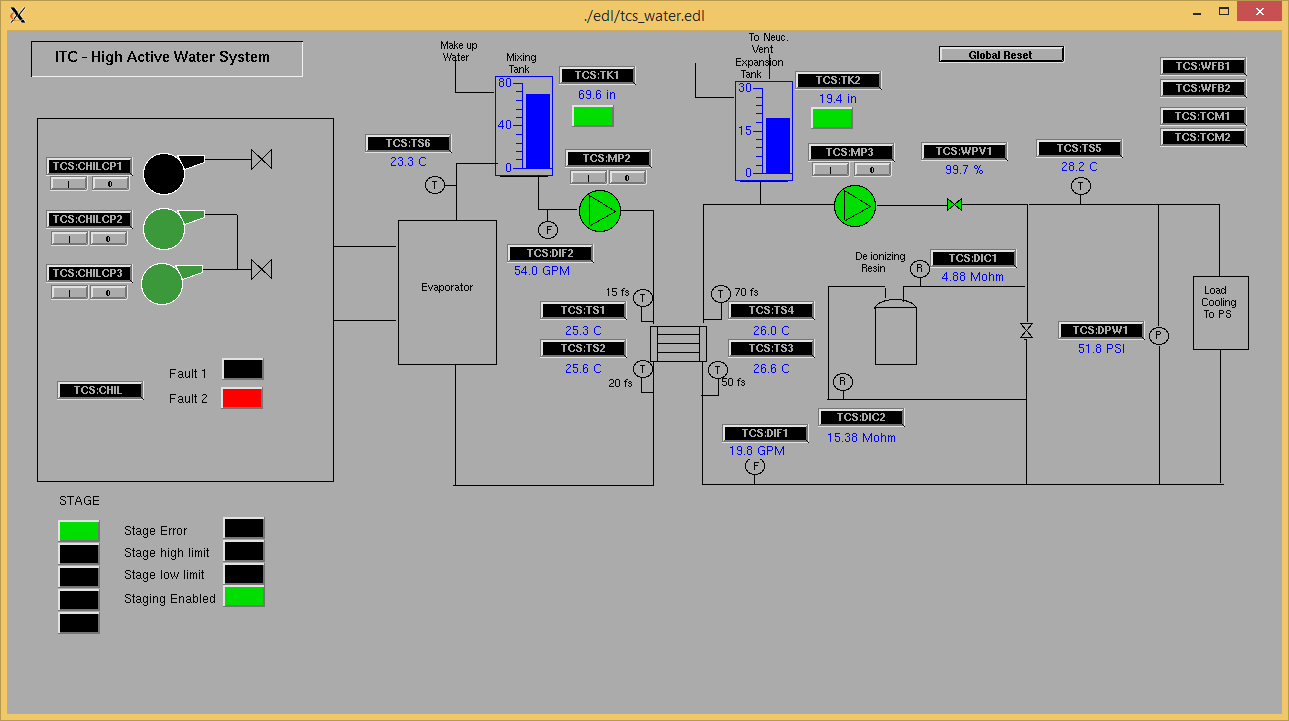 ./edl/tcs_water.edl
ITC - High Active Water System
Make up
Water
Mixing
Tank
80
40
0
TCS:TK1
69.6 in
To Neuc.
Vent
Expansion
Tank
30
15
0
TCS:TK2
19.4 in
Global Reset
TCS:WFB1
TCS:WFB2
TCS:TCM1
TCS:TCM2
TCS:CHILCP1
I 0
TCS:CHILCP2
I 0
TCS:CHILCP3
I 0
TCS:TS6
23.3 C
T
TCS:MP2
I 0
TCS:MP3
I 0
TCS:WPV1
99.7 %
TCS:TS5
28.2 C
T
F
TCS:DIF2
54.0 GPM
Evaporator
De ionizing
Resin
R
TCS:DIC1
4.88 Mohm
15 fs
T
TCS:TS1
25.3 C
TCS:TS2
25.6 C
T
20 fs
T
70 fs
TCS:TS4
26.0 C
TCS:TS3
26.6 C
T
50 fs
Load
Cooling
To PS
TCS:DPW1
51.8 PSI
P
R
TCS:DIC2
15.38 Mohm
TCS:DIF1
19.8 GPM
F
Fault 1
TCS:CHIL
Fault 2
STAGE
Stage Error
Stage high limit
Stage low limit
Staging Enabled